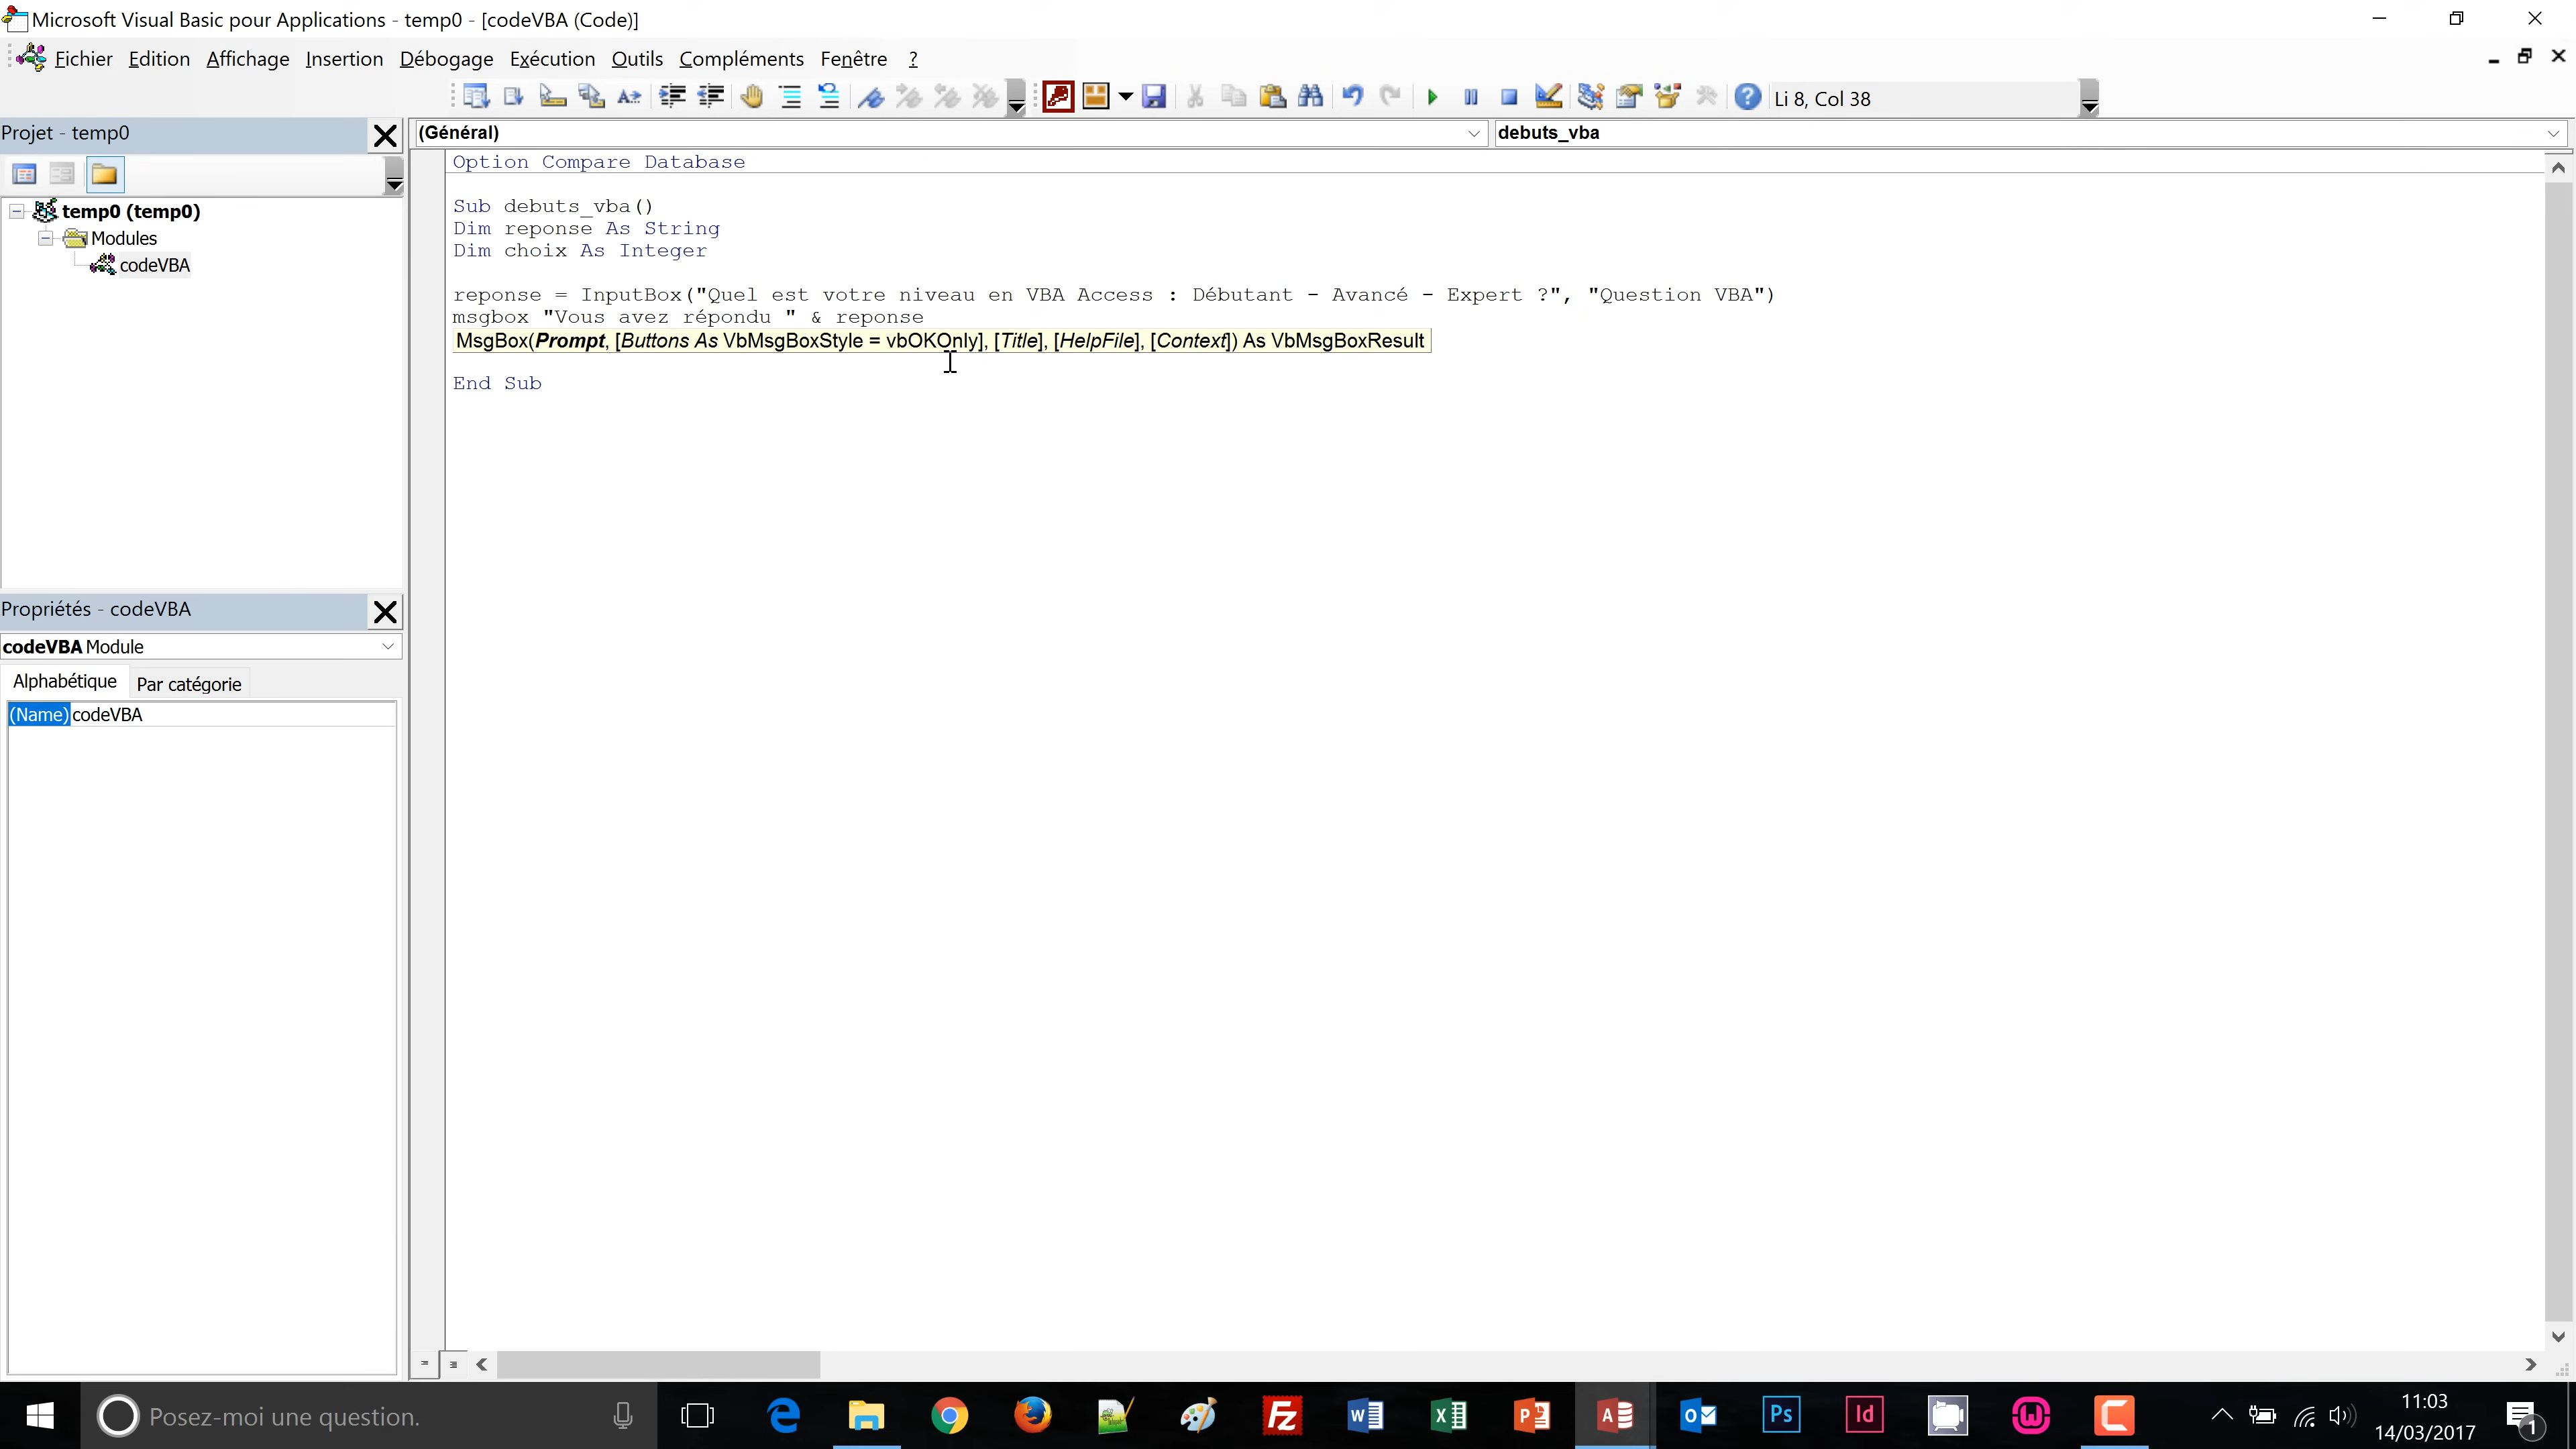 Microsoft Visual Basic pour Applications - temp0 - [codeVBA (Code)]
Fichier Edition Affichage Insertion Débogage Exécution Outils Compléments Fenêtre ?
Li 8, Col 38
Projet - temp0
(Général)
debuts_vba
temp0 (temp0)
Modules
codeVBA
Option Compare Database
Sub debuts_vba()
Dim reponse As String
Dim choix As Integer
reponse = InputBox("Quel est votre niveau en VBA Access : Débutant - Avancé - Expert ?", "Question VBA")
msgbox "Vous avez répondu " & reponse
MsgBox(Prompt, [Buttons As VbMsgBoxStyle = vbOKOnly], [Title], [HelpFile], [Context]) As VbMsgBoxResult
End Sub
Propriétés - codeVBA
codeVBA Module
Alphabétique Par catégorie
(Name) codeVBA
Posez-moi une question.
11:03
14/03/2017
1